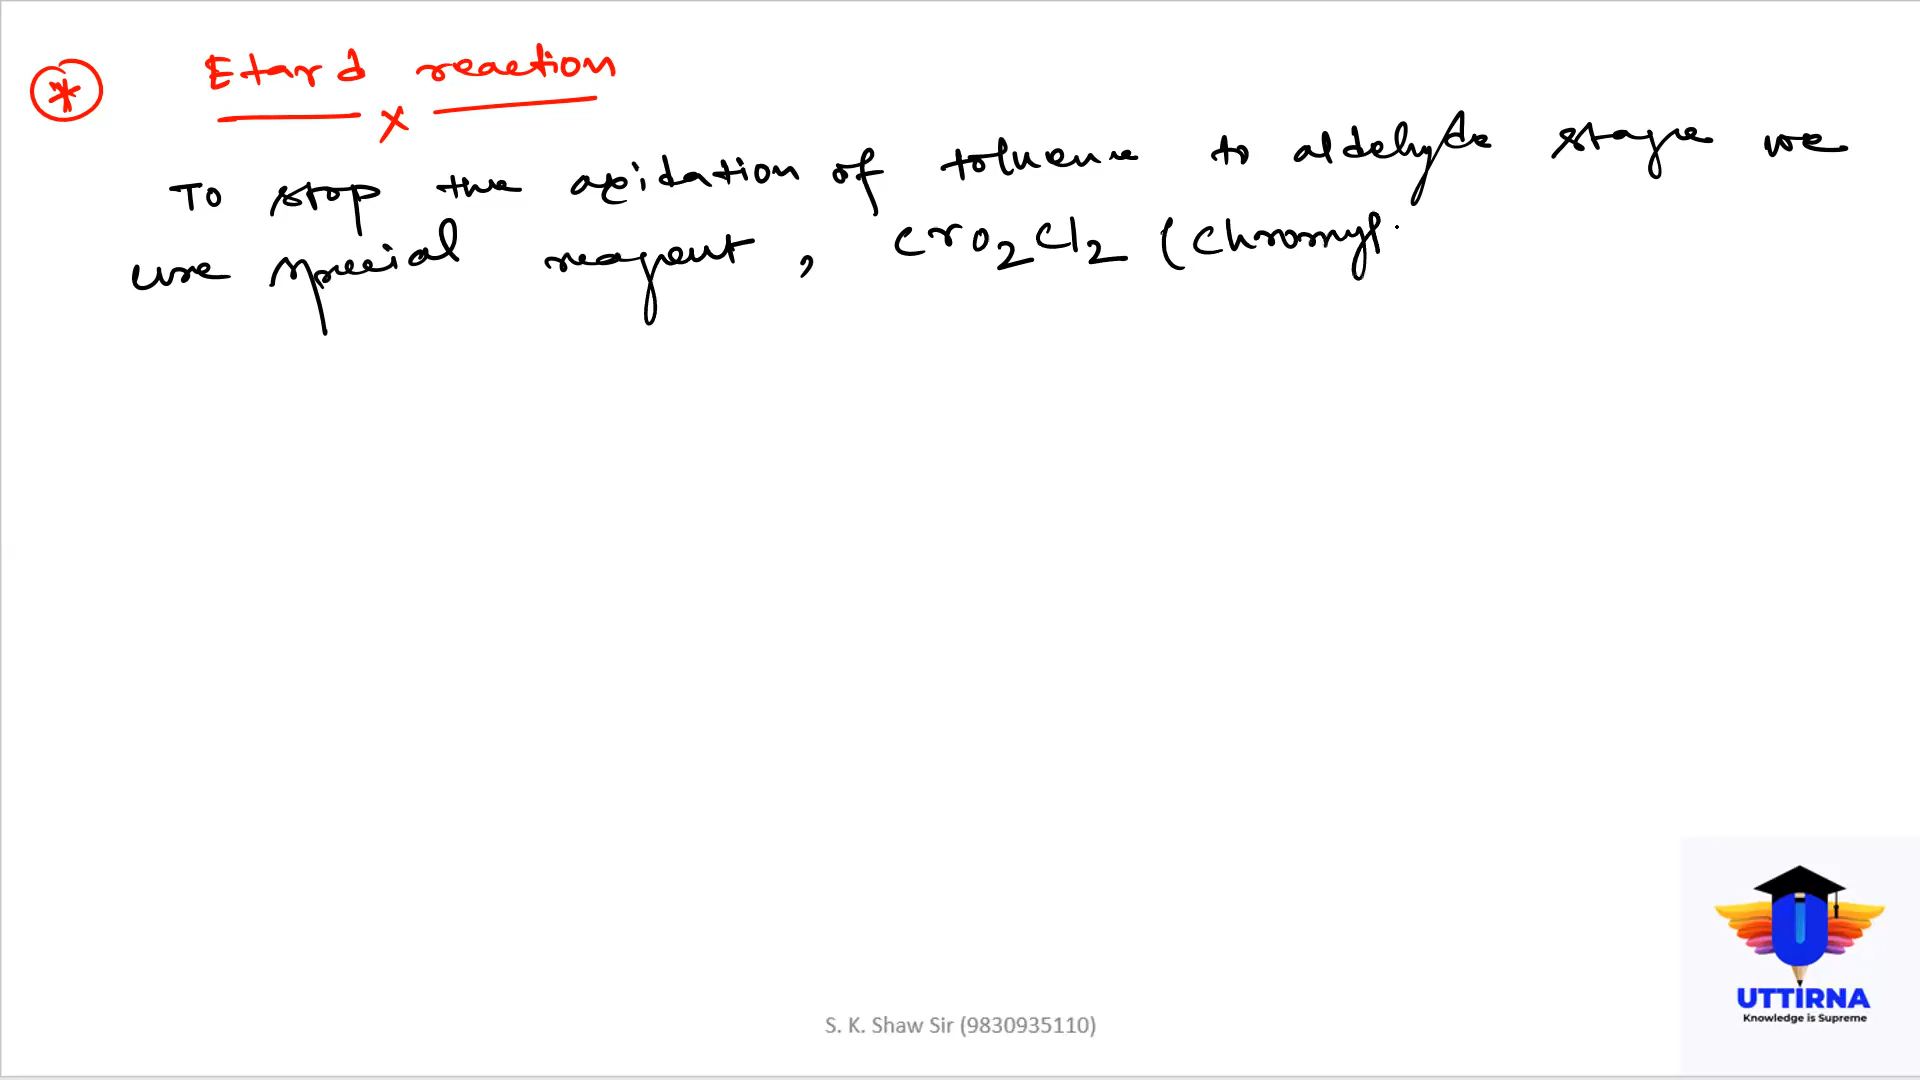 * Etard reaction
x
To stop the oxidation of toluene to aldehyde stage we
use special reagent, CrO2Cl2 (Chromyl
S. K. Shaw Sir (9830935110)
U
UTTIRNA
Knowledge is Supreme